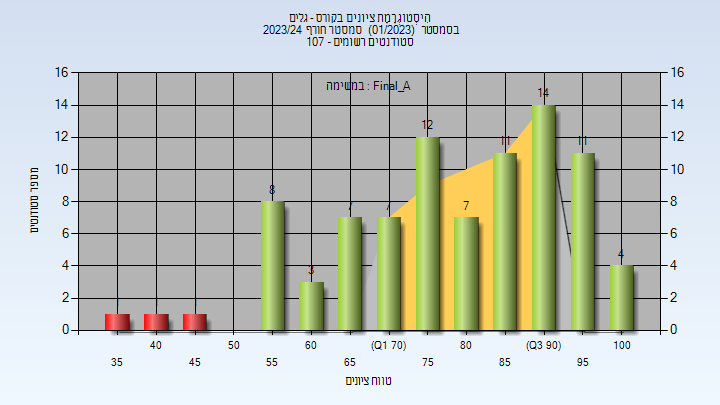 הִיסְטוֹגְרָמַת ציונים בקורס - גלים
בסמסטר (01/2023) סמסטר חורף 2023/24
סטודנטים רשומים - 107
במשימה : Final_A
מספר סטודנטים
16 16
14 14
12 12
10 10
8 8
6 6
4 4
2 2
0 0
8 3 7 7 12 7 11 14 11 4
40 50 60 (Q1 70) 80 (Q3 90) 100
35 45 55 65 75 85 95
טווח ציונים